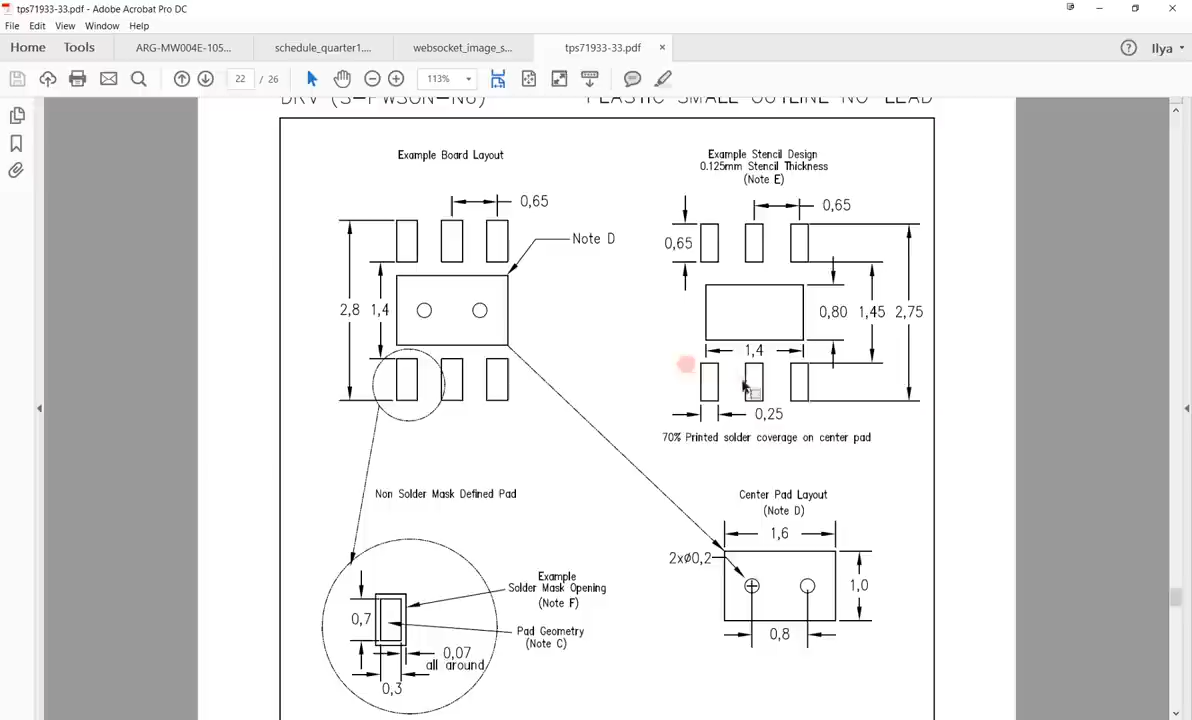 tps71933-33.pdf - Adobe Acrobat Pro DC
File Edit View Window Help
Home Tools ARG-MW004E-105... schedule_quarter1.... websocket_image_s... tps71933-33.pdf × Ilya
22 / 26 113%
DRV (S-PWSON-N6) PLASTIC SMALL OUTLINE NO LEAD
Example Board Layout
Example Stencil Design
0.125mm Stencil Thickness
(Note E)
0,65
0,65
Note D
0,65
2,8 1,4
0,80 1,45 2,75
1,4
0,25
70% Printed solder coverage on center pad
Non Solder Mask Defined Pad
Center Pad Layout
(Note D)
1,6
2xø0,2
1,0
0,8
Example
Solder Mask Opening
(Note F)
0,7
Pad Geometry
(Note C)
0,07
all around
0,3